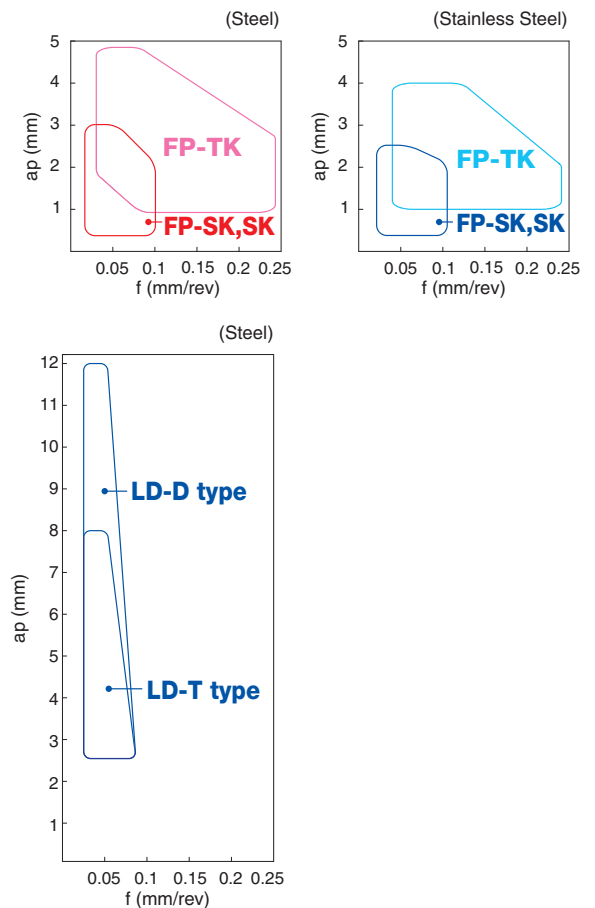 (Steel)
5
4
3
2
1
ap (mm)
FP-TK
FP-SK,SK
0.05 0.1 0.15 0.2 0.25
f (mm/rev)
(Stainless Steel)
5
4
3
2
1
ap (mm)
FP-TK
FP-SK,SK
0.05 0.1 0.15 0.2 0.25
f (mm/rev)
(Steel)
12
11
10
9
8
7
6
5
4
3
2
1
ap (mm)
LD-D type
LD-T type
0.05 0.1 0.15 0.2 0.25
f (mm/rev)